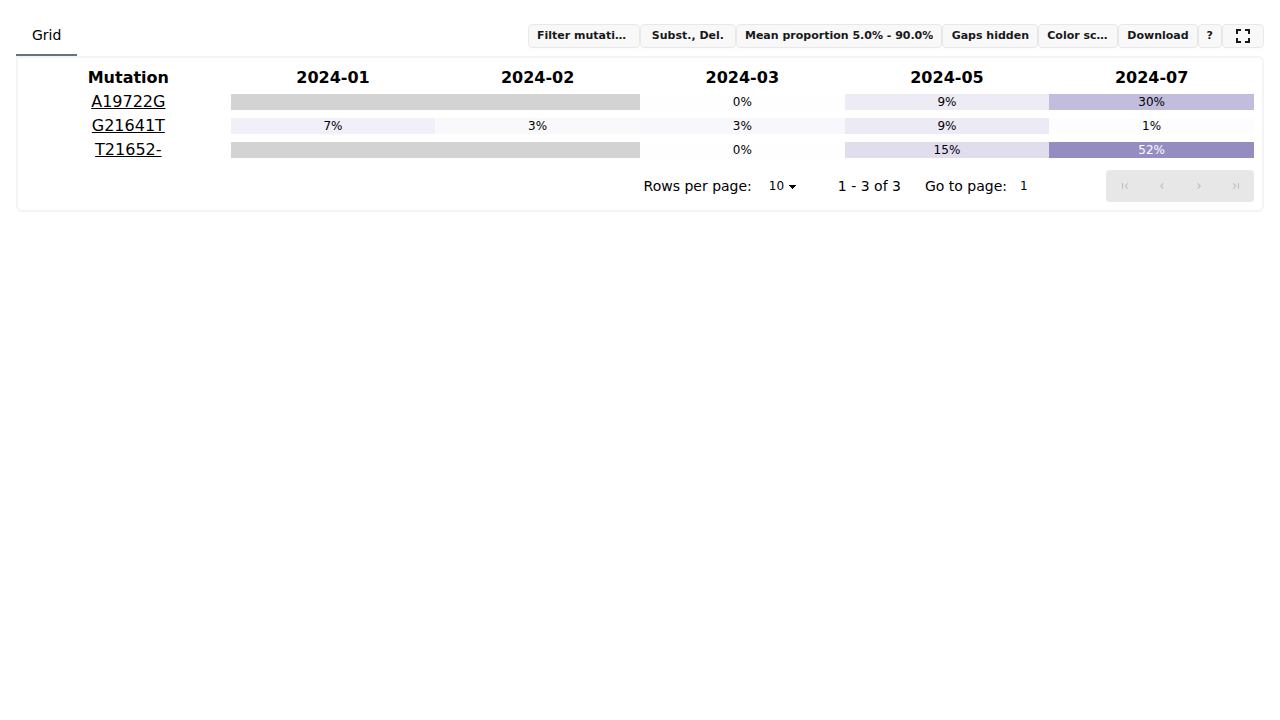 Grid
Filter mutati… Subst., Del. Mean proportion 5.0% - 90.0% Gaps hidden Color sc… Download ?
Mutation 2024-01 2024-02 2024-03 2024-05 2024-07
A19722G 0% 9% 30%
G21641T 7% 3% 3% 9% 1%
T21652- 0% 15% 52%
Rows per page: 10 1 - 3 of 3 Go to page: 1